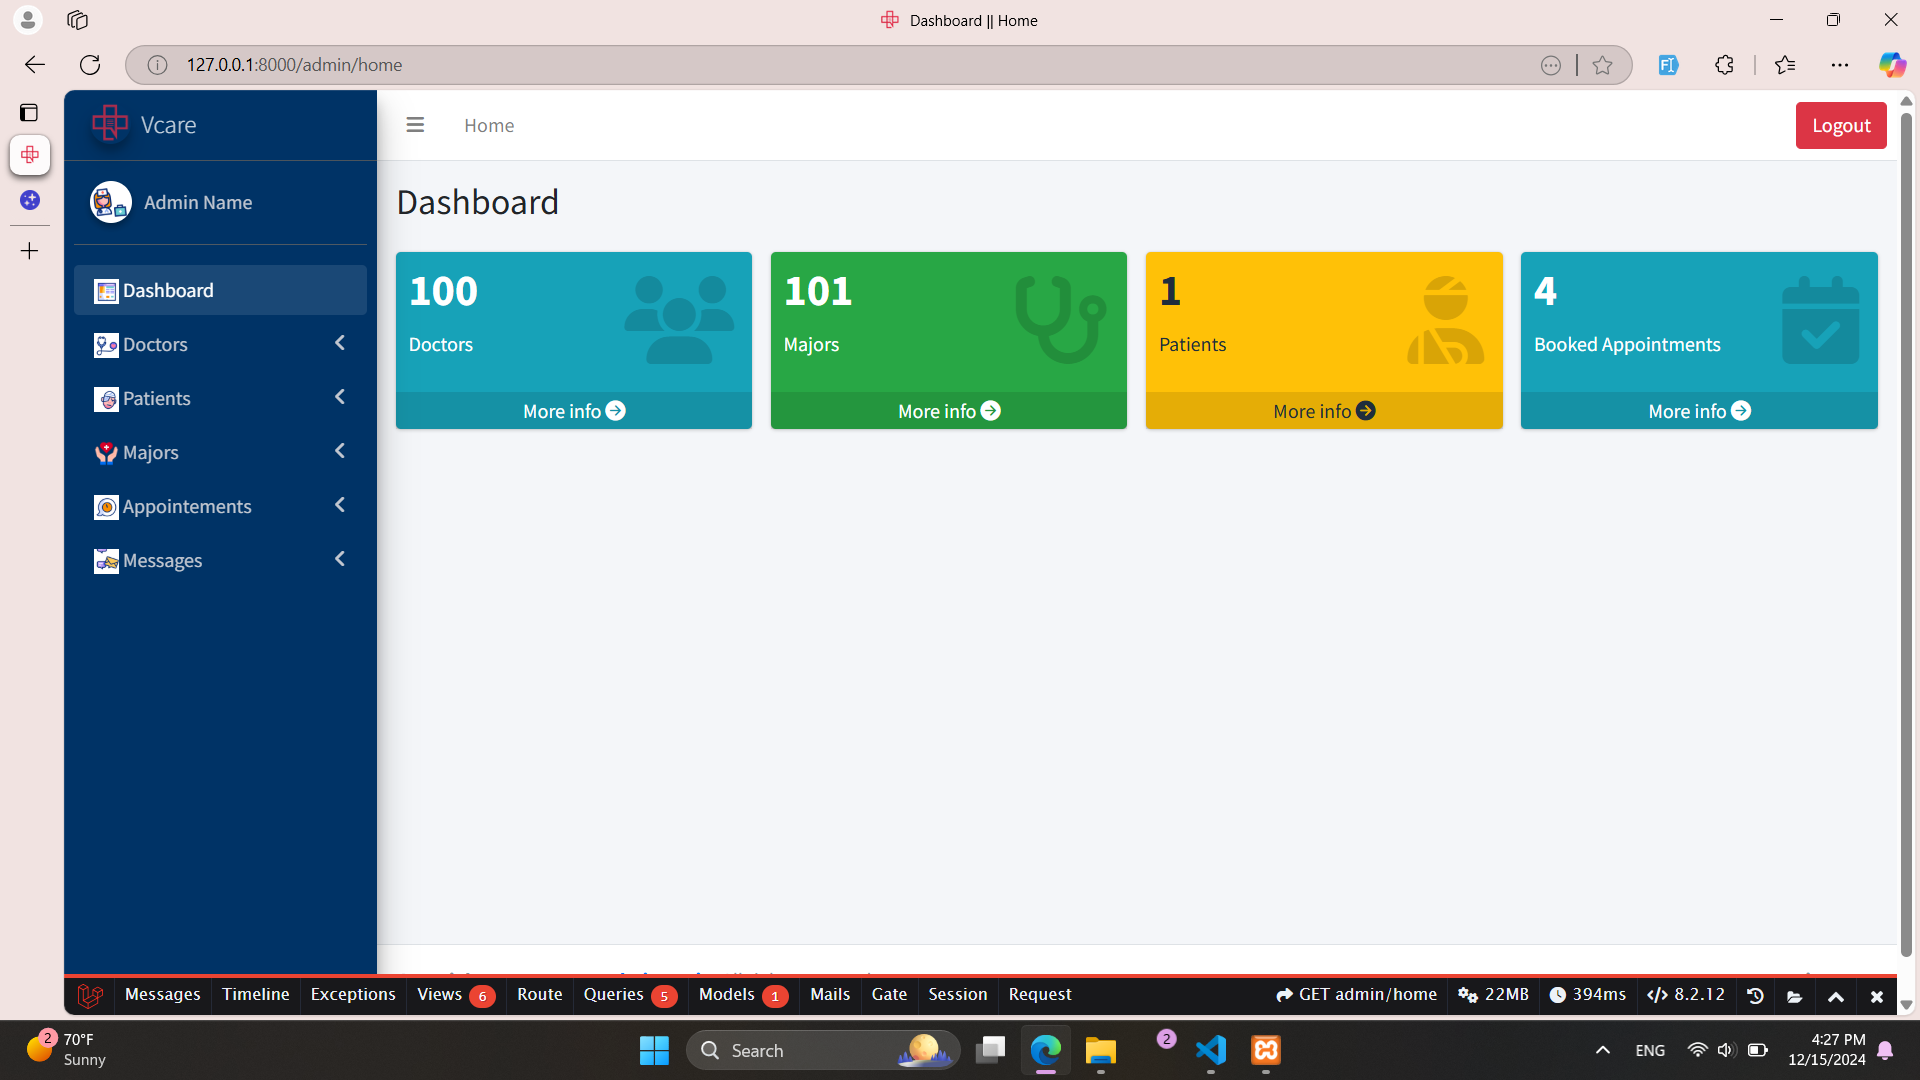 Dashboard || Home
127.0.0.1:8000/admin/home
Vcare
Home
Logout
Admin Name
Dashboard
Dashboard
Doctors
Patients
Majors
Appointements
Messages
100
Doctors
More info
101
Majors
More info
1
Patients
More info
4
Booked Appointments
More info
Messages Timeline Exceptions Views 6 Route Queries 5 Models 1 Mails Gate Session Request GET admin/home 22MB 394ms 8.2.12
2
70°F
Sunny
Search
2
ENG
4:27 PM
12/15/2024